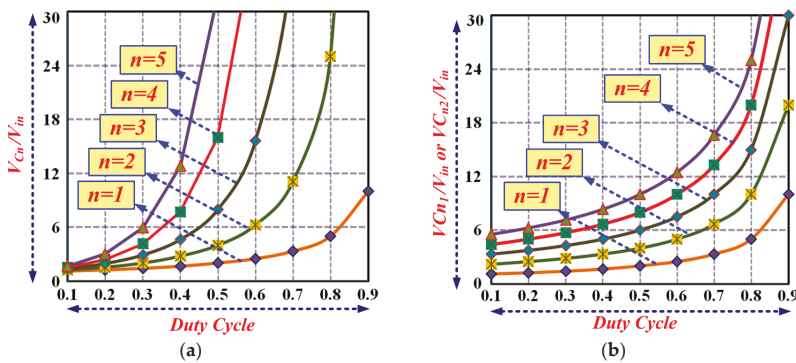 30
24
18
12
6
0
V_Cn/V_in
n=5
n=4
n=3
n=2
n=1
0.1 0.2 0.3 0.4 0.5 0.6 0.7 0.8 0.9
Duty Cycle
(a)
30
24
18
12
6
0
VCn_1/V_in or VC_n2/V_in
n=5
n=4
n=3
n=2
n=1
0.1 0.2 0.3 0.4 0.5 0.6 0.7 0.8 0.9
Duty Cycle
(b)